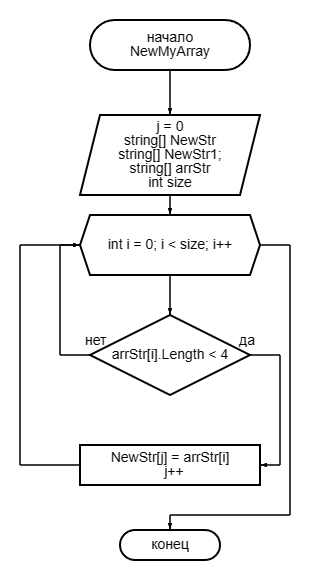 начало
NewMyArray
j = 0
string[] NewStr
string[] NewStr1;
string[] arrStr
int size
int i = 0; i < size; i++
нет
arrStr[i].Length < 4
да
NewStr[j] = arrStr[i]
j++
конец